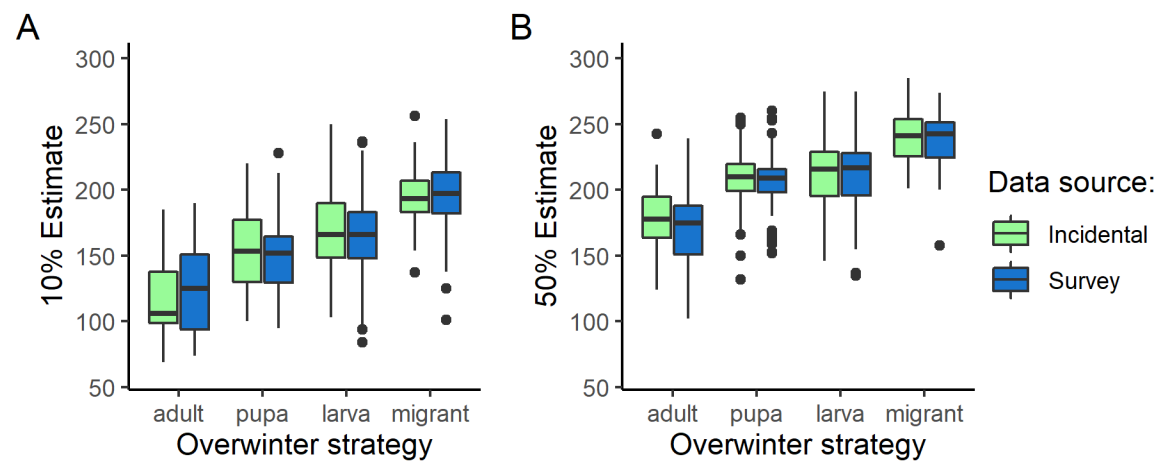 A
10% Estimate
300
250
200
150
100
50
adult pupa larva migrant
Overwinter strategy
B
50% Estimate
300
250
200
150
100
50
adult pupa larva migrant
Overwinter strategy
Data source:
Incidental
Survey